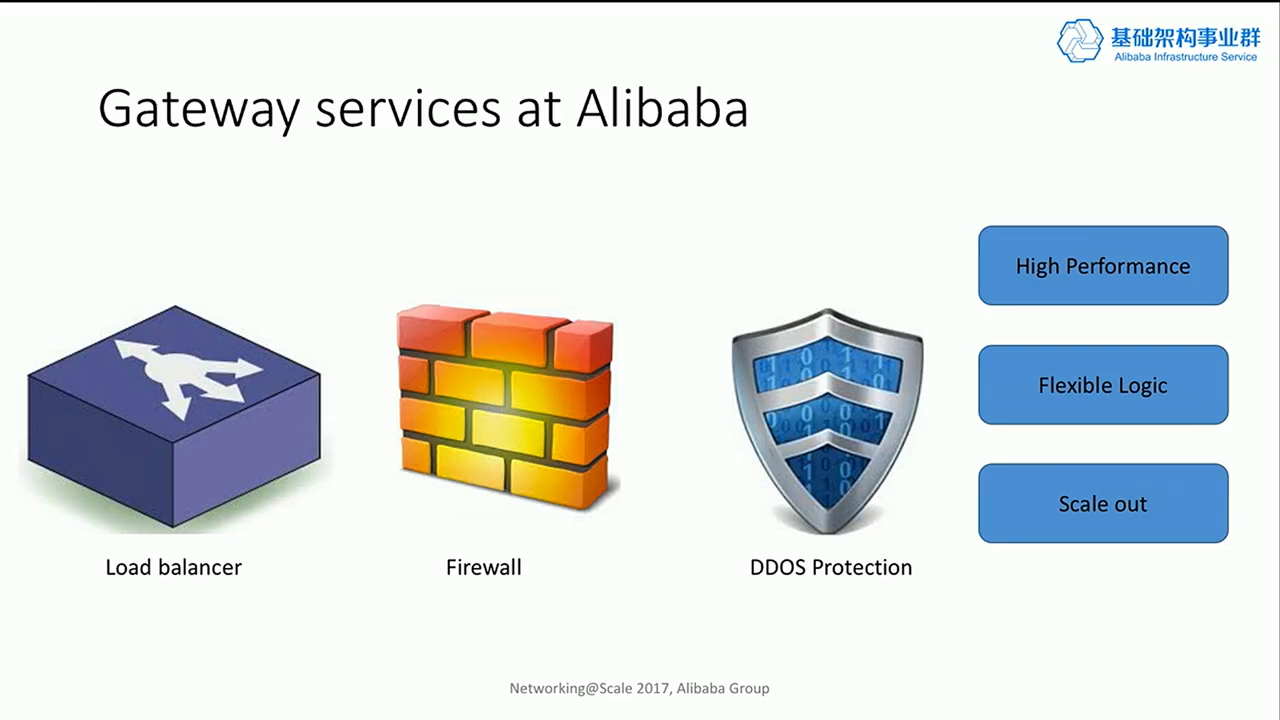 基础架构事业群
Alibaba Infrastructure Service
Gateway services at Alibaba
High Performance
Flexible Logic
Scale out
Load balancer
Firewall
DDOS Protection
Networking@Scale 2017, Alibaba Group